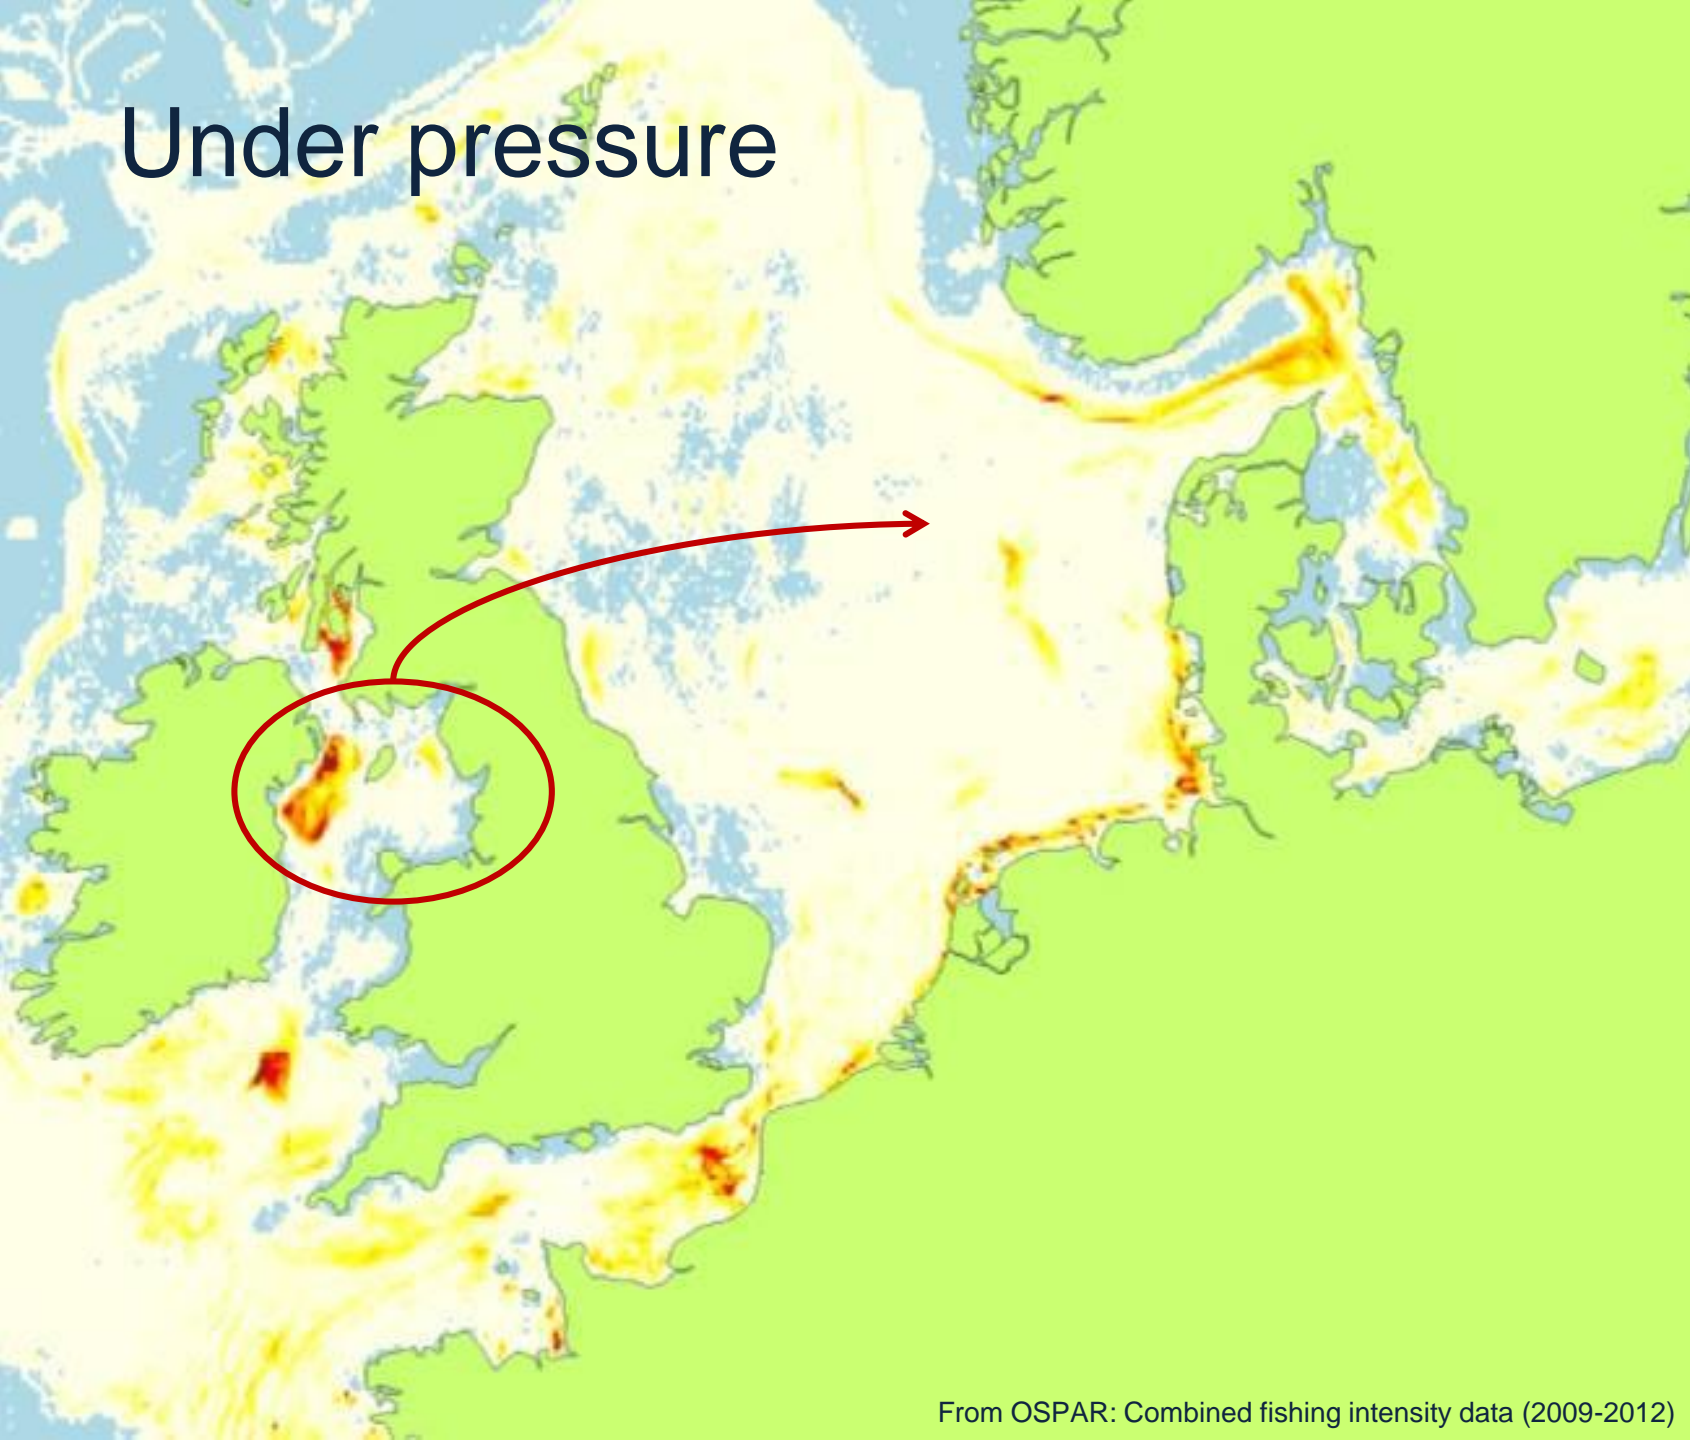 Under pressure
From OSPAR: Combined fishing intensity data (2009-2012)